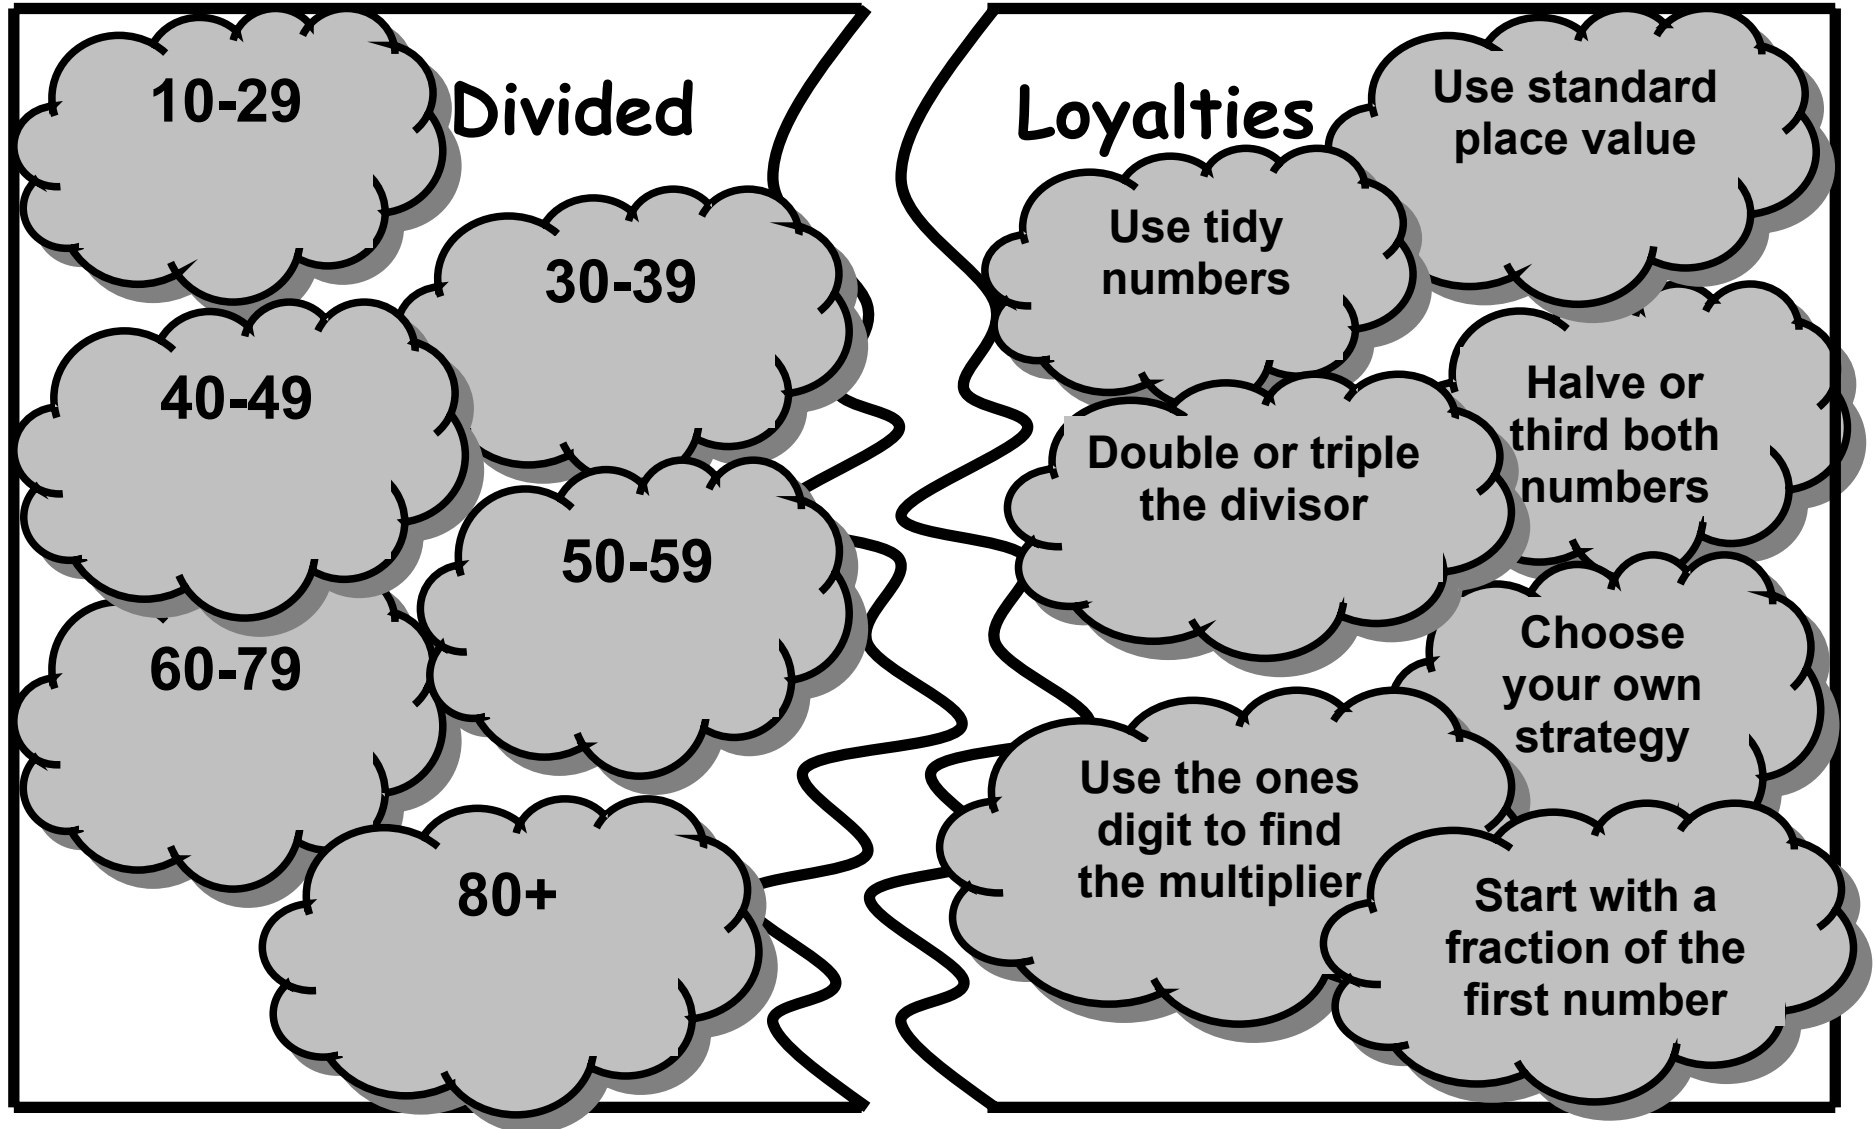 Divided Loyalties
10-29
30-39
40-49
50-59
60-79
80+
Use standard
place value
Use tidy
numbers
Halve or
third both
numbers
Double or triple
the divisor
Choose
your own
strategy
Use the ones
digit to find
the multiplier
Start with a
fraction of the
first number